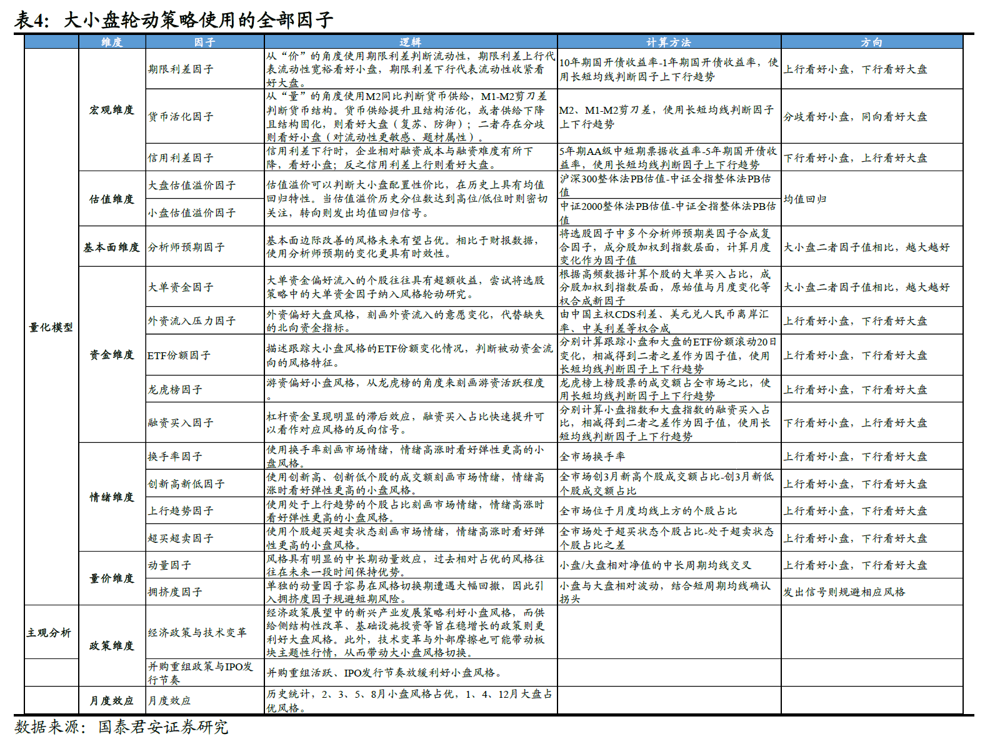 表4：大小盘轮动策略使用的全部因子
维度
因子
逻辑
计算方法
方向
量化模型
宏观维度
期限利差因子
从“价”的角度使用期限利差判断流动性，期限利差上行代
表流动性宽裕看好小盘，期限利差下行代表流动性收紧看
好大盘。
10年期国开债收益率-1年期国开债收益率，使
用长短均线判断因子上下行趋势
上行看好小盘，下行看好大盘
货币活化因子
从“量”的角度使用M2同比判断货币供给，M1-M2剪刀差
判断货币结构。货币供给提升且结构活化，或者供给下降
且结构固化，则看好大盘（复苏、防御）；二者存在分歧
则看好小盘（对流动性更敏感、题材属性）。
M2、M1-M2剪刀差，使用长短均线判断因子
上下行趋势
分歧看好小盘，同向看好大盘
信用利差因子
信用利差下行时，企业相对融资成本与融资难度有所下
降，看好小盘；反之信用利差上行则看好大盘。
5年期AA级中短期票据收益率-5年期国开债收
益率，使用长短均线判断因子上下行趋势
下行看好小盘，上行看好大盘
估值维度
大盘估值溢价因子
小盘估值溢价因子
估值溢价可以判断大小盘配置性价比，在历史上具有均值
回归特性。当估值溢价历史分位数达到高位/低位时则密切
关注，转向则发出均值回归信号。
沪深300整体法PB估值-中证全指整体法PB估
值
中证2000整体法PB估值-中证全指整体法PB估
值
均值回归
基本面维度
分析师预期因子
基本面边际改善的风格未来有望占优。相比于财报数据，
使用分析师预期的变化更具有时效性。
将选股因子中多个分析师预期类因子合成复
合因子，成分股加权到指数层面，计算月度
变化作为因子值
大小盘二者因子值相比，越大越好
资金维度
大单资金因子
大单资金偏好流入的个股往往具有超额收益，尝试将选股
策略中的大单资金因子纳入风格轮动研究。
根据高频数据计算个股的大单买入占比，成
分股加权到指数层面，原始值与月度变化等
权合成新因子
大小盘二者因子值相比，越大越好
外资流入压力因子
外资偏好大盘风格，刻画外资流入的意愿变化，代替缺失
的北向资金指标。
由中国主权CDS利差、美元兑人民币离岸汇
率、中美利差等权合成
上行看好小盘，下行看好大盘
ETF份额因子
描述跟踪大小盘风格的ETF份额变化情况，判断被动资金流
向的风格特征。
分别计算跟踪小盘和大盘的ETF份额滚动20日
变化，相减得到二者之差作为因子值，使用
长短均线判断因子上下行趋势
上行看好小盘，下行看好大盘
龙虎榜因子
游资偏好小盘风格，从龙虎榜的角度来刻画游资活跃程度
。
龙虎榜上榜股票的成交额占全市场之比，使
用长短均线判断因子上下行趋势
上行看好小盘，下行看好大盘
融资买入因子
杠杆资金呈现明显的滞后效应，融资买入占比快速提升可
以看作对应风格的反向信号。
分别计算小盘指数和大盘指数的融资买入占
比，相减得到二者之差作为因子值，使用长
短均线判断因子上下行趋势
下行看好小盘，上行看好大盘
情绪维度
换手率因子
使用换手率刻画市场情绪，情绪高涨时看好弹性更高的小
盘风格。
全市场换手率
上行看好小盘，下行看好大盘
创新高新低因子
使用创新高、创新低个股的成交额刻画市场情绪，情绪高
涨时看好弹性更高的小盘风格。
全市场创3月新高个股成交额占比-创3月新低
个股成交额占比
上行看好小盘，下行看好大盘
上行趋势因子
使用处于上行趋势的个股占比刻画市场情绪，情绪高涨时
看好弹性更高的小盘风格。
全市场位于月度均线上方的个股占比
上行看好小盘，下行看好大盘
超买超卖因子
使用个股超买超卖状态刻画市场情绪，情绪高涨时看好弹
性更高的小盘风格。
全市场处于超买状态个股占比-处于超卖状态
个股占比之差
上行看好小盘，下行看好大盘
量价维度
动量因子
风格具有明显的中长期动量效应，过去相对占优的风格往
往在未来一段时间保持优势。
小盘/大盘相对净值的中长周期均线交叉
上行看好小盘，下行看好大盘
拥挤度因子
单独的动量因子容易在风格切换期遭遇大幅回撤，因此引
入拥挤度因子规避短期风险。
小盘与大盘相对波动，结合短周期均线确认
拐头
发出信号则规避相应风格
主观分析
政策维度
经济政策与技术变革
经济政策展望中的新兴产业发展策略利好小盘风格，而供
给侧结构性改革、基础设施投资等旨在稳增长的政策则更
利好大盘风格。此外，技术变革与外部摩擦也可能带动板
块主题性行情，从而带动大小盘风格切换。
并购重组政策与IPO发
行节奏
并购重组活跃、IPO发行节奏放缓利好小盘风格。
月度效应
月度效应
历史统计，2、3、5、8月小盘风格占优，1、4、12月大盘占
优风格。
数据来源：国泰君安证券研究